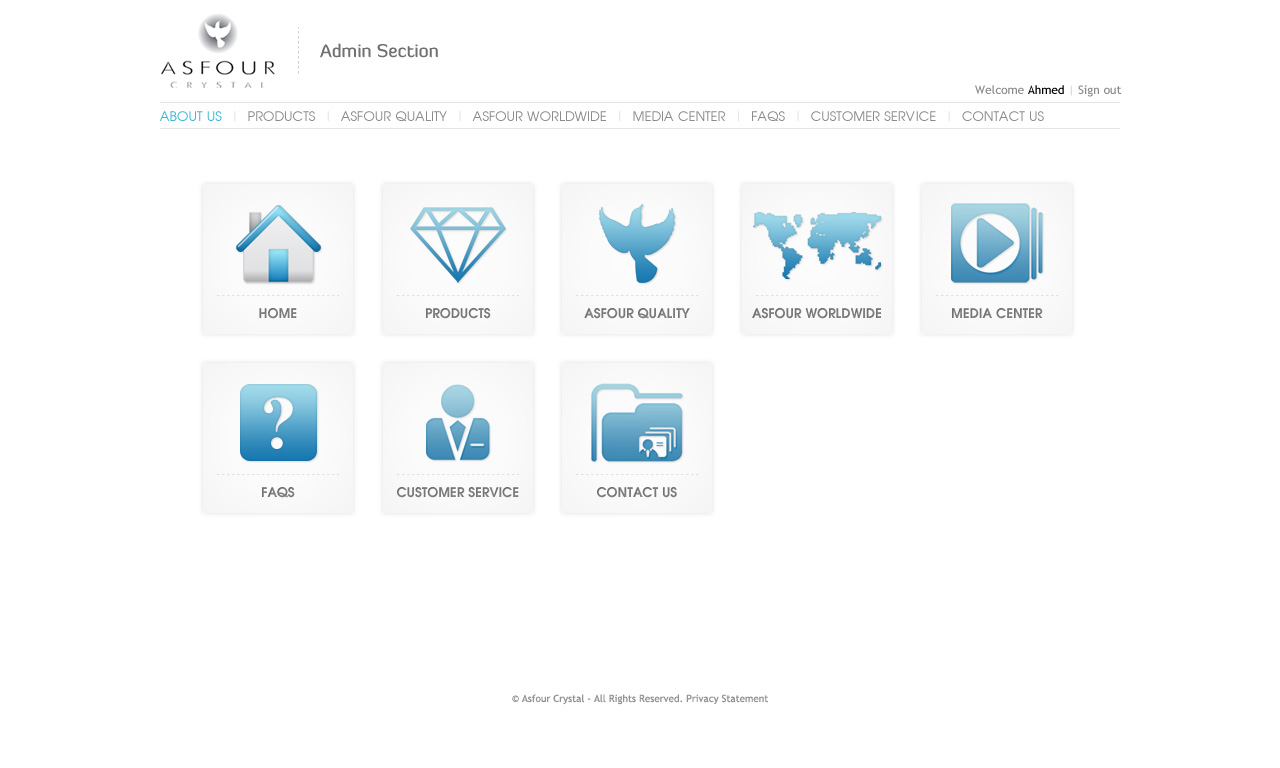 ASFOUR
CRYSTAL
Admin Section
Welcome Ahmed | Sign out
ABOUT US | PRODUCTS | ASFOUR QUALITY | ASFOUR WORLDWIDE | MEDIA CENTER | FAQS | CUSTOMER SERVICE | CONTACT US
HOME PRODUCTS ASFOUR QUALITY ASFOUR WORLDWIDE MEDIA CENTER
?
FAQS CUSTOMER SERVICE CONTACT US
© Asfour Crystal - All Rights Reserved. Privacy Statement